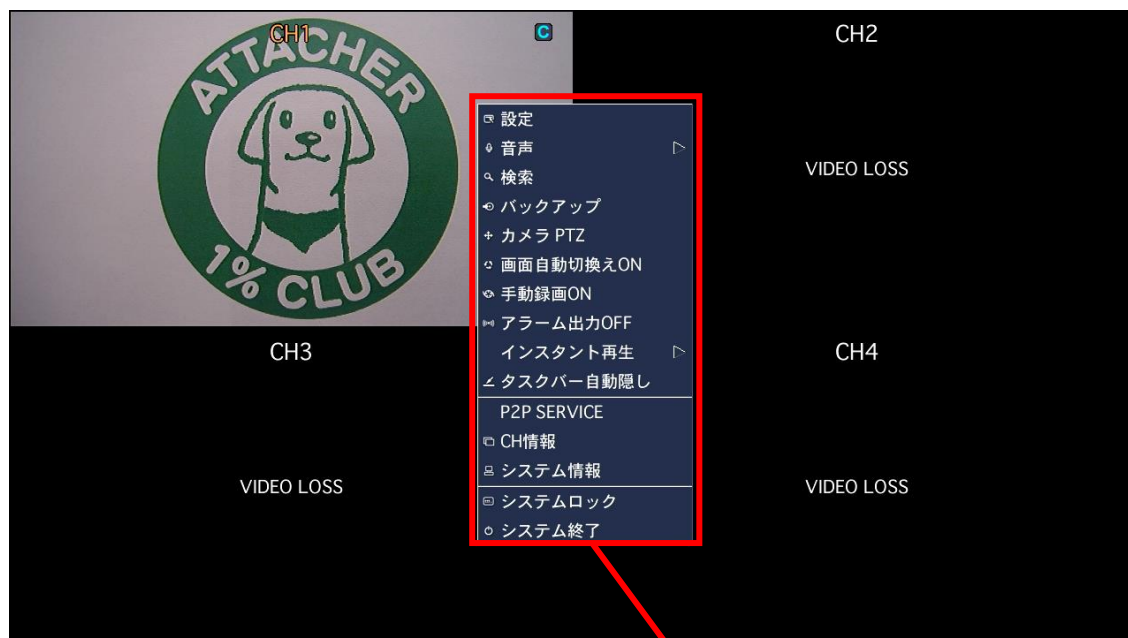 CH1
C
ATTACHER
1% CLUB
CH2
VIDEO LOSS
設定
音声
検索
バックアップ
カメラ PTZ
画面自動切換えON
手動録画ON
アラーム出力OFF
インスタント再生
タスクバー自動隠し
P2P SERVICE
CH情報
システム情報
システムロック
システム終了
CH3
VIDEO LOSS
CH4
VIDEO LOSS